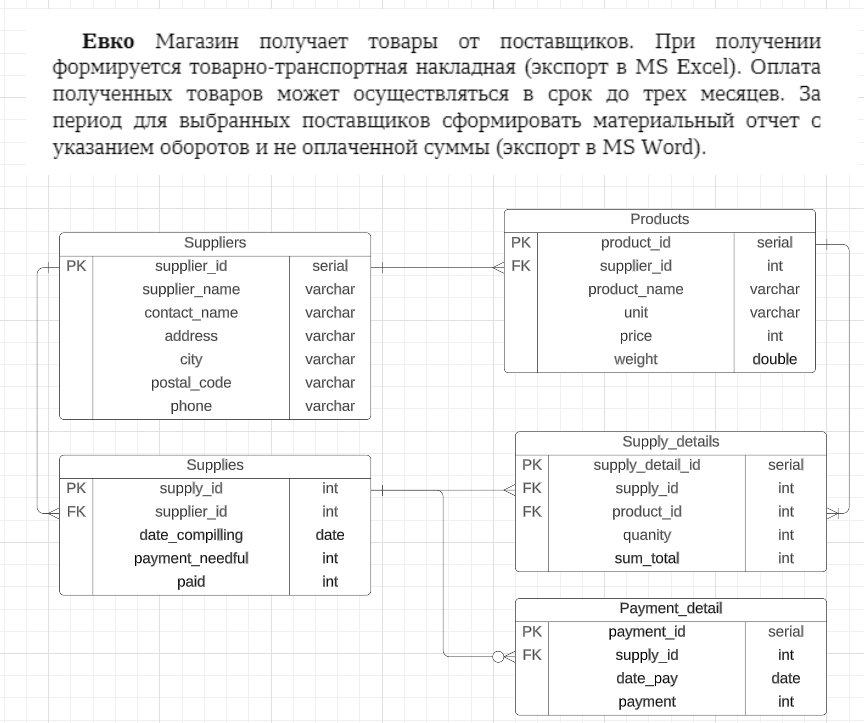 Евко Магазин получает товары от поставщиков. При получении
формируется товарно-транспортная накладная (экспорт в MS Excel). Оплата
полученных товаров может осуществляться в срок до трех месяцев. За
период для выбранных поставщиков сформировать материальный отчет с
указанием оборотов и не оплаченной суммы (экспорт в MS Word).
Suppliers
PK supplier_id serial
supplier_name varchar
contact_name varchar
address varchar
city varchar
postal_code varchar
phone varchar
Products
PK product_id serial
FK supplier_id int
product_name varchar
unit varchar
price int
weight double
Supplies
PK supply_id int
FK supplier_id int
date_compilling date
payment_needful int
paid int
Supply_details
PK supply_detail_id serial
FK supply_id int
FK product_id int
quanity int
sum_total int
Payment_detail
PK payment_id serial
FK supply_id int
date_pay date
payment int